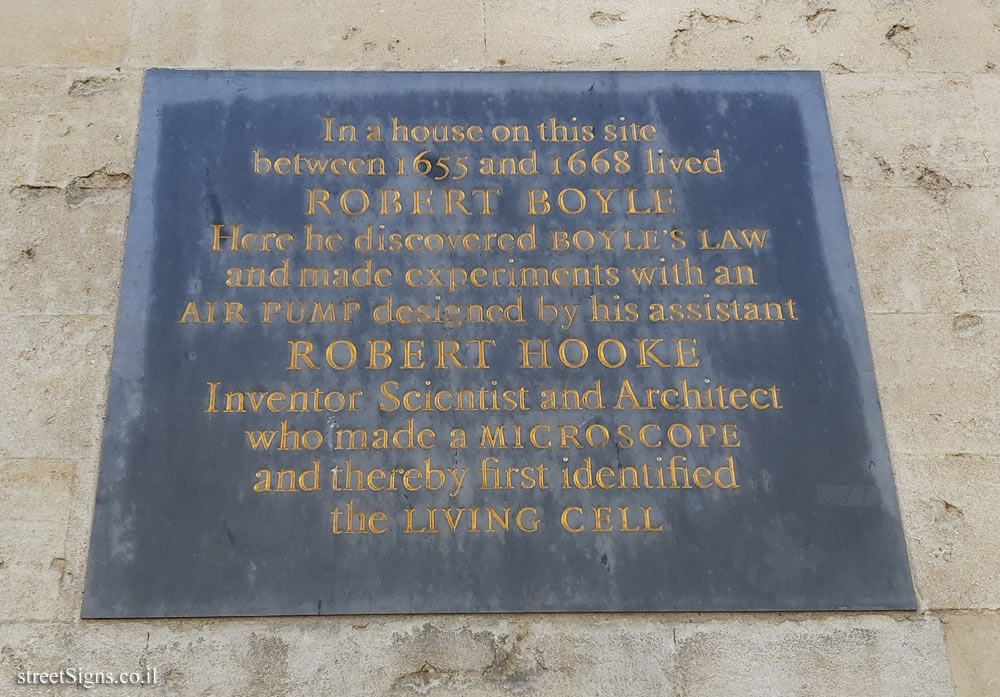 In a house on this site
between 1655 and 1668 lived
ROBERT BOYLE
Here he discovered BOYLE'S LAW
and made experiments with an
AIR PUMP designed by his assistant
ROBERT HOOKE
Inventor Scientist and Architect
who made a MICROSCOPE
and thereby first identified
the LIVING CELL
streetSigns.co.il